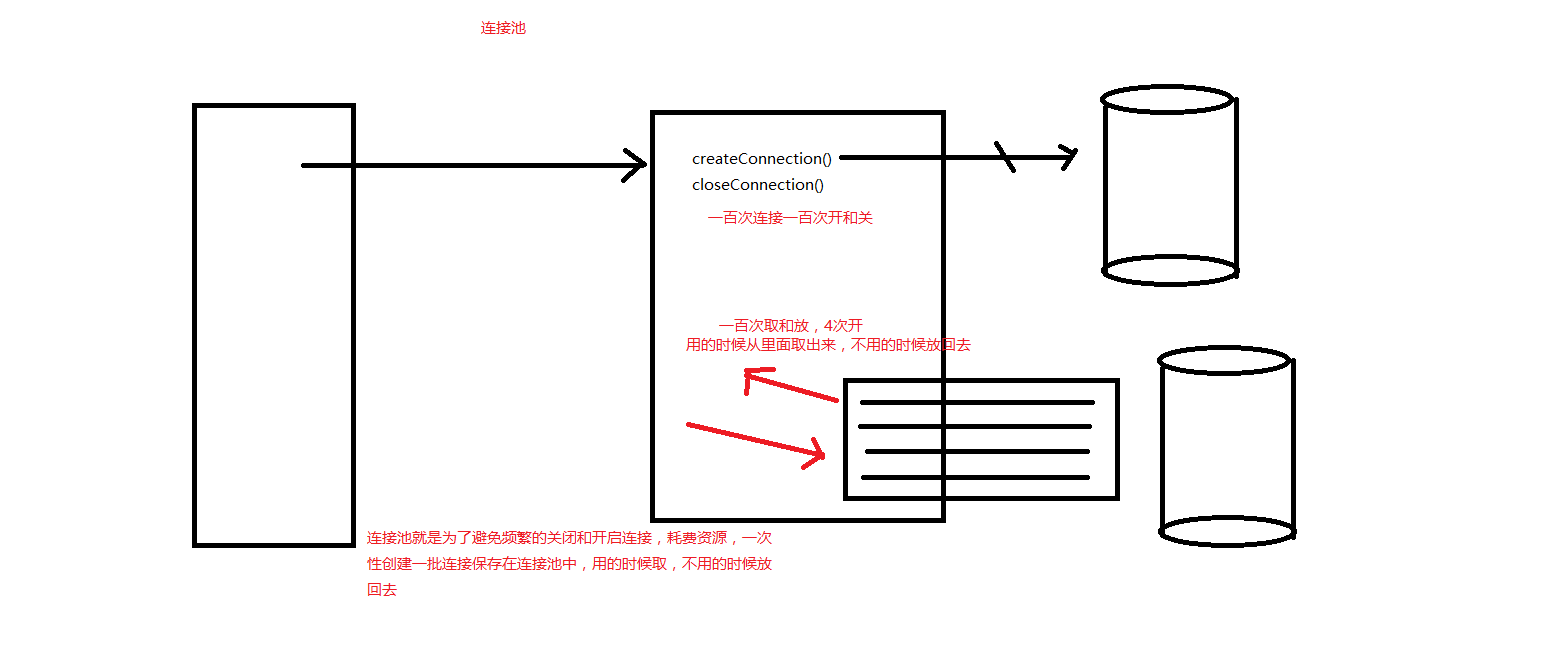 连接池
createConnection()
closeConnection()
一百次连接一百次开和关
一百次取和放，4次开
用的时候从里面取出来，不用的时候放回去
连接池就是为了避免频繁的关闭和开启连接，耗费资源，一次
性创建一批连接保存在连接池中，用的时候取，不用的时候放
回去